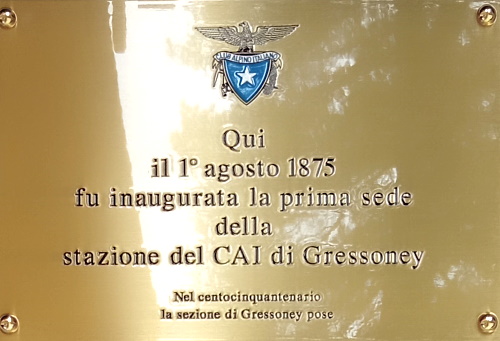 CLUB ALPINO ITALIANO
Qui
il 1° agosto 1875
fu inaugurata la prima sede
della
stazione del CAI di Gressoney
Nel centocinquantenario
la sezione di Gressoney pose